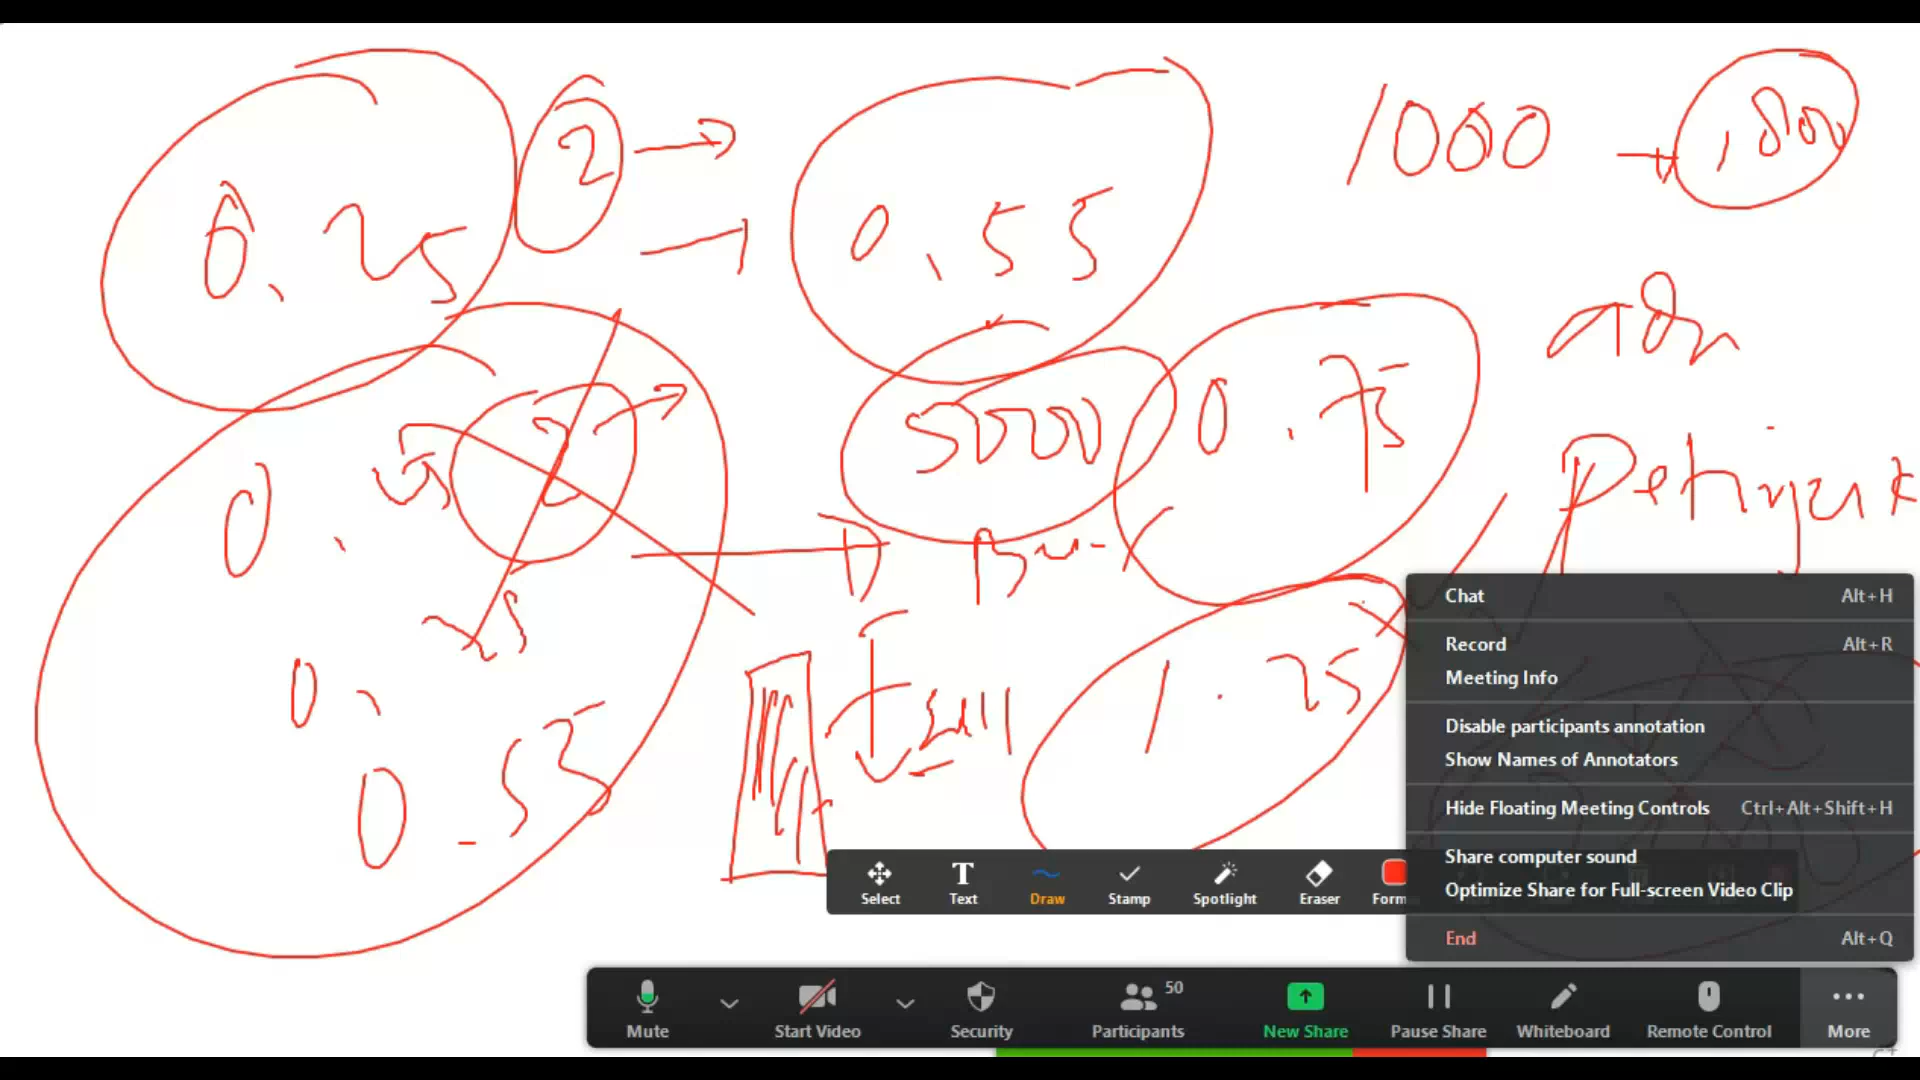 2
1000
1800
0.25
0.55
5000
0.75
0.
25
0.
0.55
Buy
Sell
1.25
Chat Alt+H
Record Alt+R
Meeting Info
Disable participants annotation
Show Names of Annotators
Hide Floating Meeting Controls Ctrl+Alt+Shift+H
Share computer sound
Optimize Share for Full-screen Video Clip
End Alt+Q
Select Text Draw Stamp Spotlight Eraser Form
50
Mute Start Video Security Participants New Share Pause Share Whiteboard Remote Control More